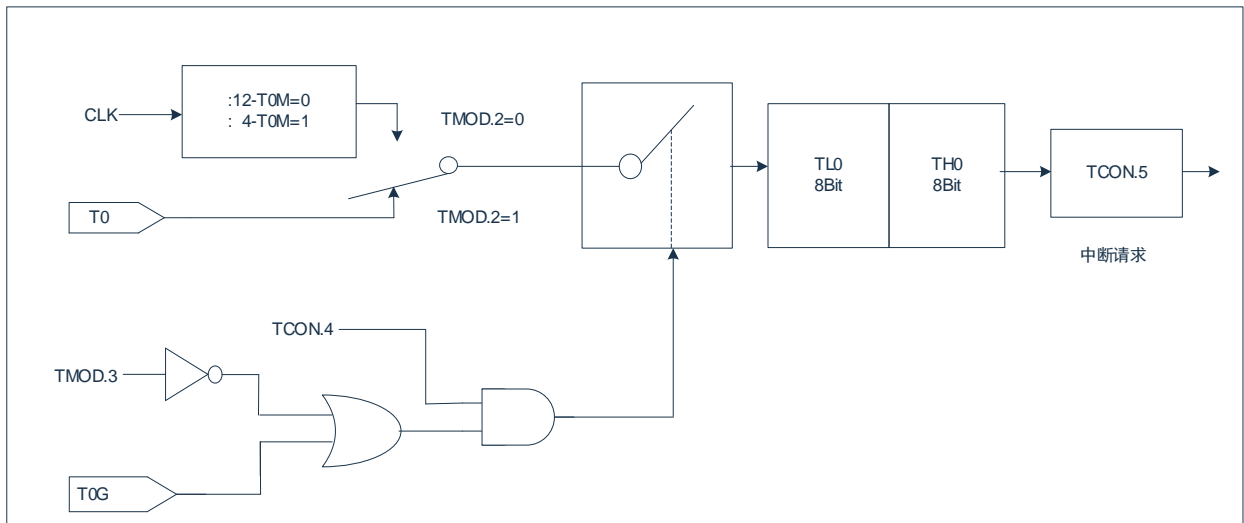 :12-T0M=0
: 4-T0M=1
CLK
TMOD.2=0
T0
TMOD.2=1
TL0
8Bit
TH0
8Bit
TCON.5
中断请求
TCON.4
TMOD.3
T0G